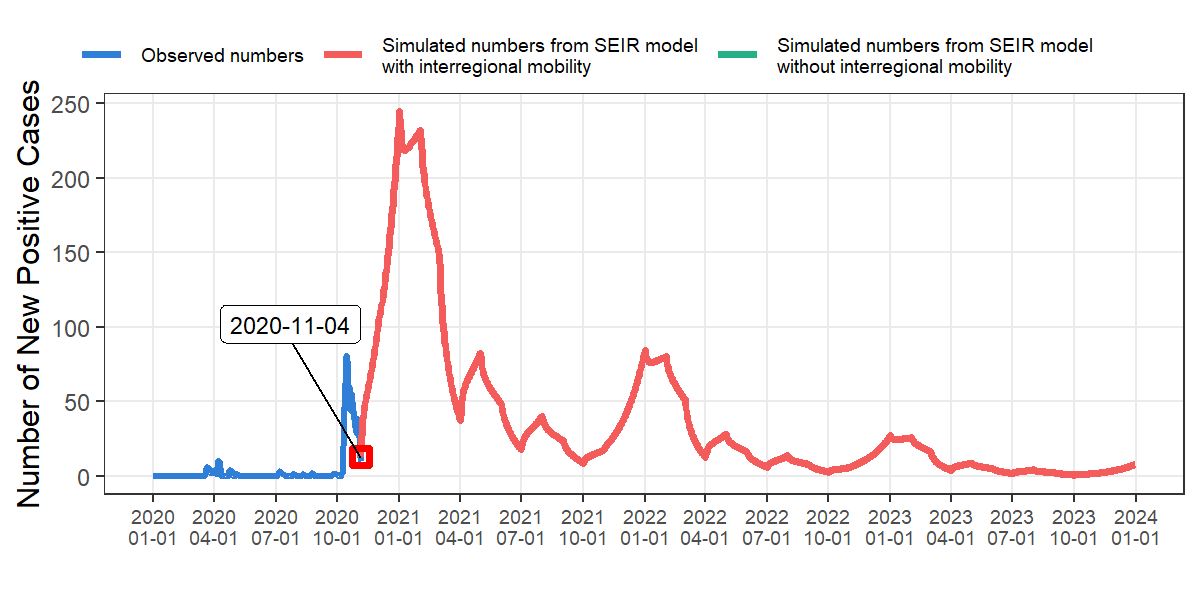 Observed numbers
Simulated numbers from SEIR model
with interregional mobility
Simulated numbers from SEIR model
without interregional mobility
Number of New Positive Cases
250
200
150
100
50
0
2020-11-04
2020 2020 2020 2020 2021 2021 2021 2021 2022 2022 2022 2022 2023 2023 2023 2023 2024
01-01 04-01 07-01 10-01 01-01 04-01 07-01 10-01 01-01 04-01 07-01 10-01 01-01 04-01 07-01 10-01 01-01